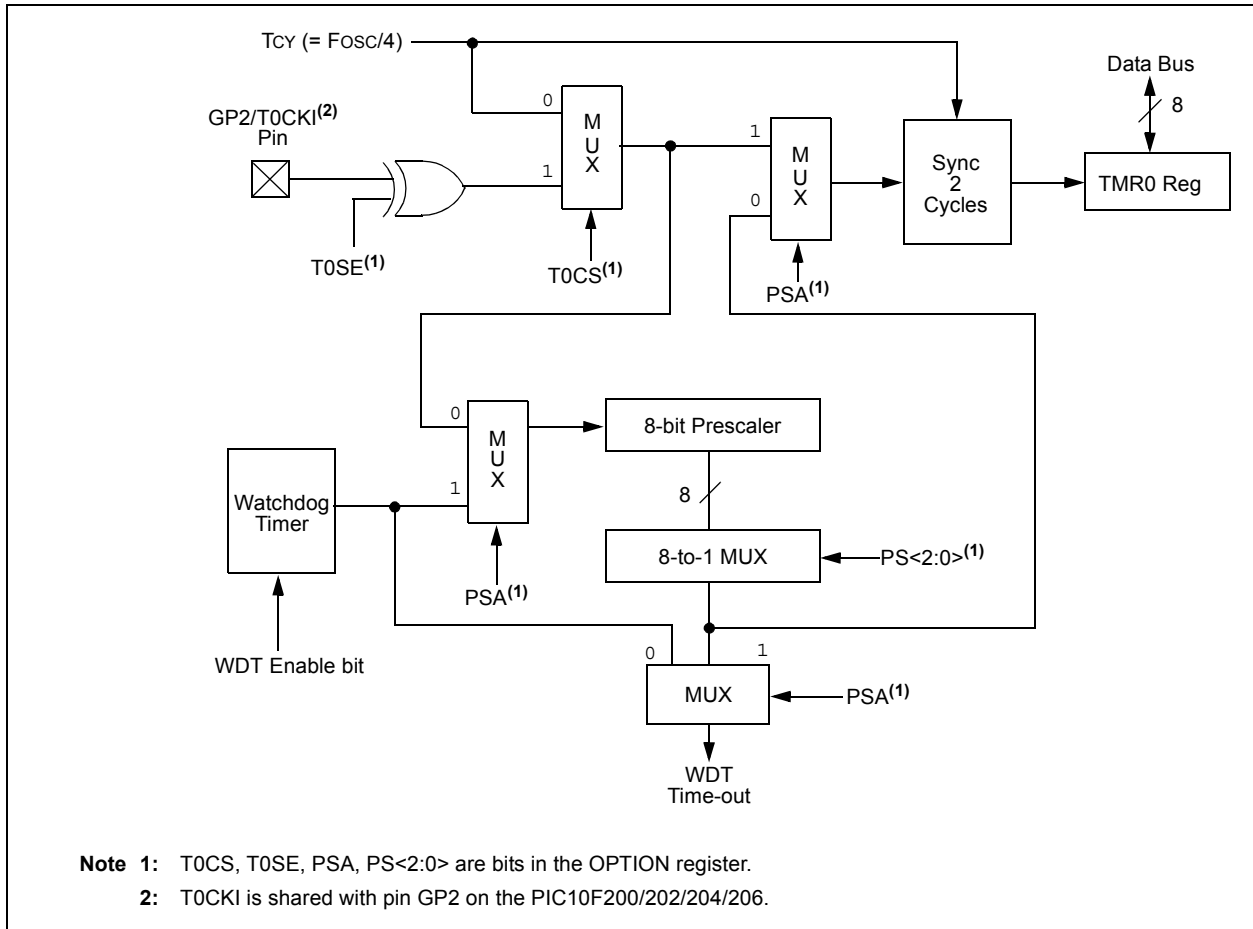 TCY (= FOSC/4)
Data Bus
8
GP2/T0CKI(2)
Pin
0
1
M
U
X
T0SE(1)
T0CS(1)
1
0
M
U
X
PSA(1)
Sync
2
Cycles
TMR0 Reg
0
1
M
U
X
PSA(1)
8-bit Prescaler
8
Watchdog
Timer
8-to-1 MUX
PS<2:0>(1)
WDT Enable bit
0
1
MUX
PSA(1)
WDT
Time-out
Note 1: T0CS, T0SE, PSA, PS<2:0> are bits in the OPTION register.
2: T0CKI is shared with pin GP2 on the PIC10F200/202/204/206.